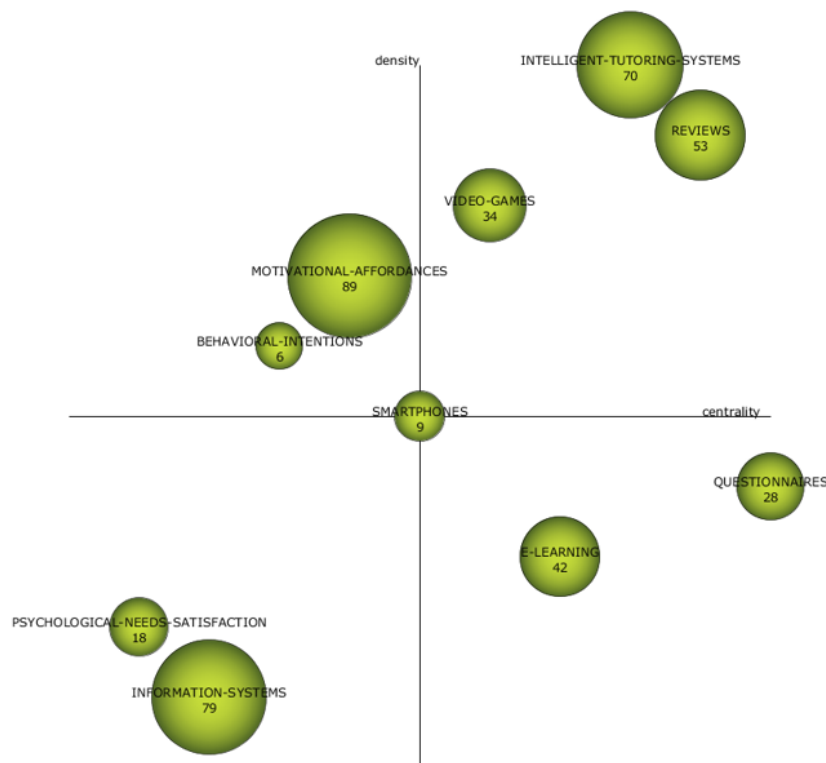 density
INTELLIGENT-TUTORING-SYSTEMS
70
REVIEWS
53
VIDEO-GAMES
34
MOTIVATIONAL-AFFORDANCES
89
BEHAVIORAL-INTENTIONS
6
SMARTPHONES
9
centrality
QUESTIONNAIRES
28
E-LEARNING
42
PSYCHOLOGICAL-NEEDS-SATISFACTION
18
INFORMATION-SYSTEMS
79